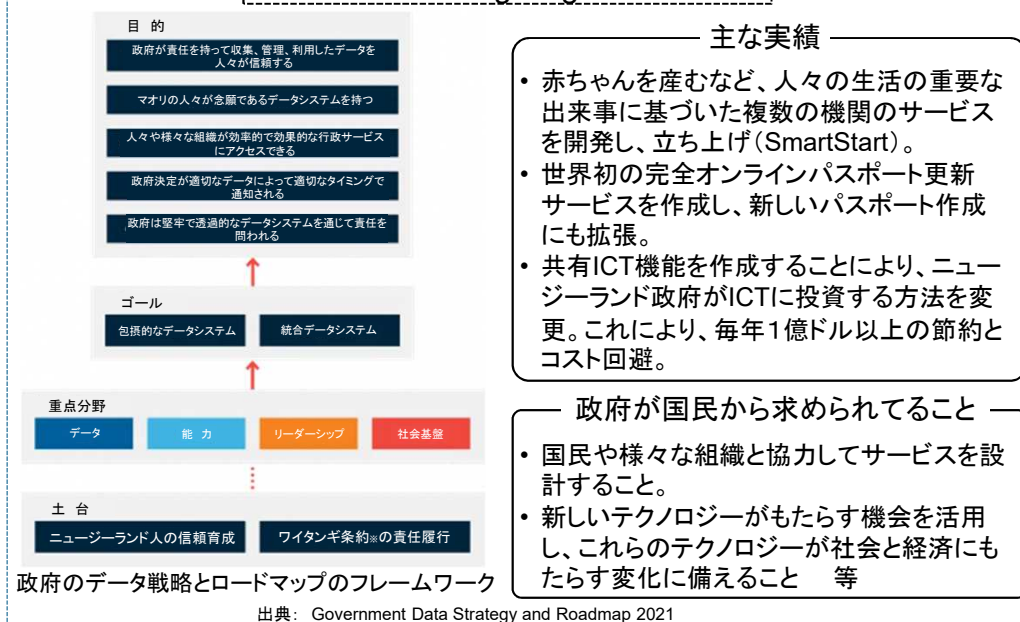 目 的
政府が責任を持って収集、管理、利用したデータを
人々が信頼する
マオリの人々が念願であるデータシステムを持つ
人々や様々な組織が効率的で効果的な行政サービス
にアクセスできる
政府決定が適切なデータによって適切なタイミングで
通知される
政府は堅牢で透過的なデータシステムを通じて責任を
問われる
ゴール
包摂的なデータシステム
統合データシステム
重点分野
データ
能 力
リーダーシップ
社会基盤
土 台
ニュージーランド人の信頼育成
ワイタンギ条約※の責任履行
政府のデータ戦略とロードマップのフレームワーク
主な実績
• 赤ちゃんを産むなど、人々の生活の重要な
出来事に基づいた複数の機関のサービス
を開発し、立ち上げ(SmartStart)。
• 世界初の完全オンラインパスポート更新
サービスを作成し、新しいパスポート作成
にも拡張。
• 共有ICT機能を作成することにより、ニュー
ジーランド政府がICTに投資する方法を変
更。これにより、毎年1億ドル以上の節約と
コスト回避。
政府が国民から求められてること
• 国民や様々な組織と協力してサービスを設
計すること。
• 新しいテクノロジーがもたらす機会を活用
し、これらのテクノロジーが社会と経済にも
たらす変化に備えること 等
出典: Government Data Strategy and Roadmap 2021